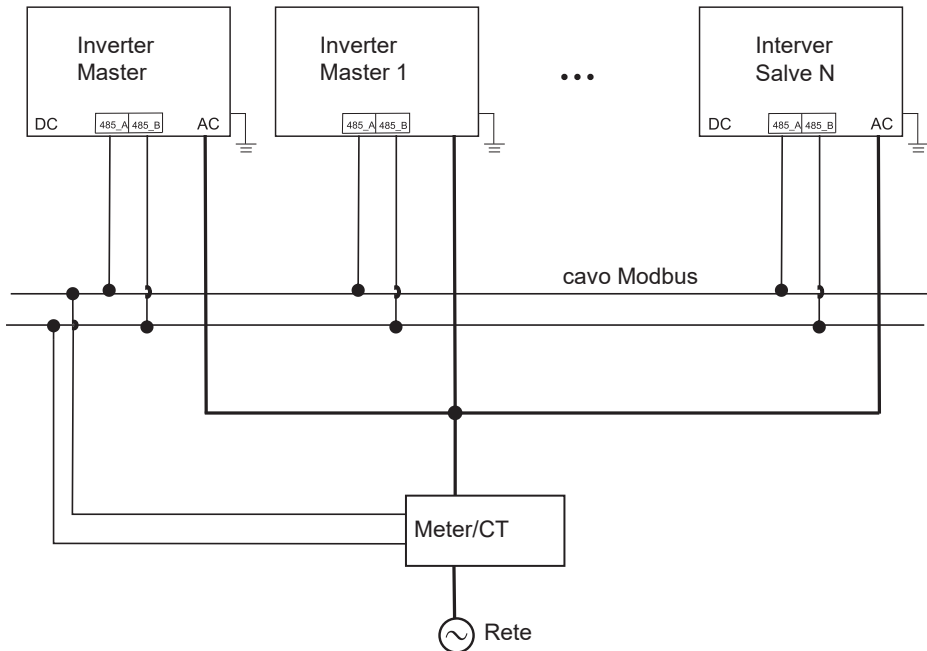 Inverter
Master
Inverter
Master 1
...
Interver
Salve N
DC
485_A
485_B
AC
485_A
485_B
DC
485_A
485_B
AC
cavo Modbus
Meter/CT
Rete